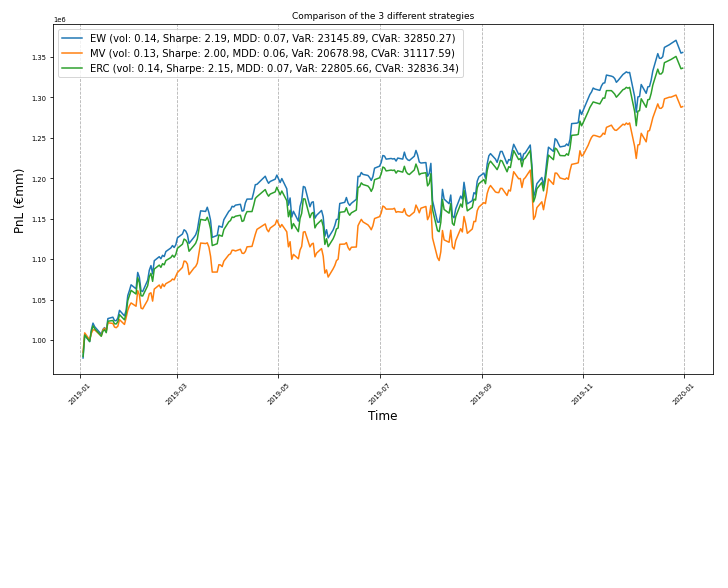 Comparison of the 3 different strategies
1e6
EW (vol: 0.14, Sharpe: 2.19, MDD: 0.07, VaR: 23145.89, CVaR: 32850.27)
MV (vol: 0.13, Sharpe: 2.00, MDD: 0.06, VaR: 20678.98, CVaR: 31117.59)
ERC (vol: 0.14, Sharpe: 2.15, MDD: 0.07, VaR: 22805.66, CVaR: 32836.34)
1.35
1.30
1.25
1.20
1.15
1.10
1.05
1.00
PnL (€mm)
2019-01
2019-03
2019-05
2019-07
2019-09
2019-11
2020-01
Time